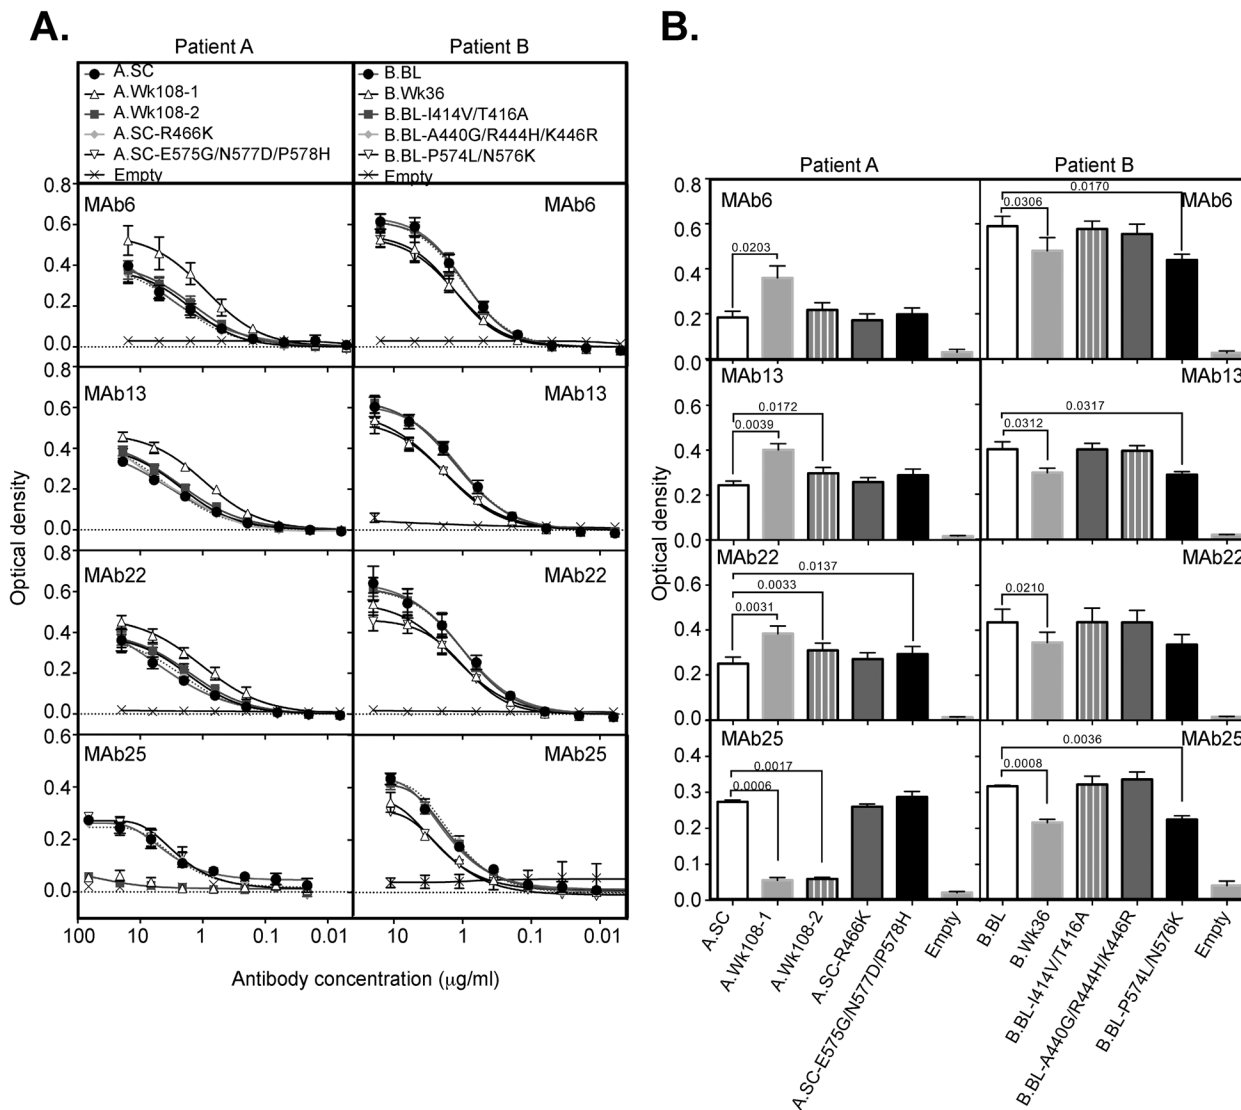 A.
Patient A
Patient B
A.SC
A.Wk108-1
A.Wk108-2
A.SC-R466K
A.SC-E575G/N577D/P578H
Empty
B.BL
B.Wk36
B.BL-I414V/T416A
B.BL-A440G/R444H/K446R
B.BL-P574L/N576K
Empty
0.8
0.6
0.4
0.2
0.0
MAb6
MAb6
0.8
0.6
0.4
0.2
0.0
MAb13
MAb13
0.8
0.6
0.4
0.2
0.0
MAb22
MAb22
0.6
0.4
0.2
0.0
MAb25
MAb25
100
10
1
0.1
0.01
10
1
0.1
0.01
Optical density
Antibody concentration (μg/ml)
B.
Patient A
Patient B
0.8
0.6
0.4
0.2
0.0
MAb6
0.0203
MAb6
0.0170
0.0306
0.6
0.4
0.2
0.0
MAb13
0.0172
0.0039
MAb13
0.0317
0.0312
0.6
0.4
0.2
0.0
MAb22
0.0137
0.0033
0.0031
MAb22
0.0210
0.4
0.3
0.2
0.1
0.0
MAb25
0.0017
0.0006
MAb25
0.0036
0.0008
Optical density
A.SC
A.Wk108-1
A.Wk108-2
A.SC-R466K
A.SC-E575G/N577D/P578H
Empty
B.BL
B.Wk36
B.BL-I414V/T416A
B.BL-A440G/R444H/K446R
B.BL-P574L/N576K
Empty